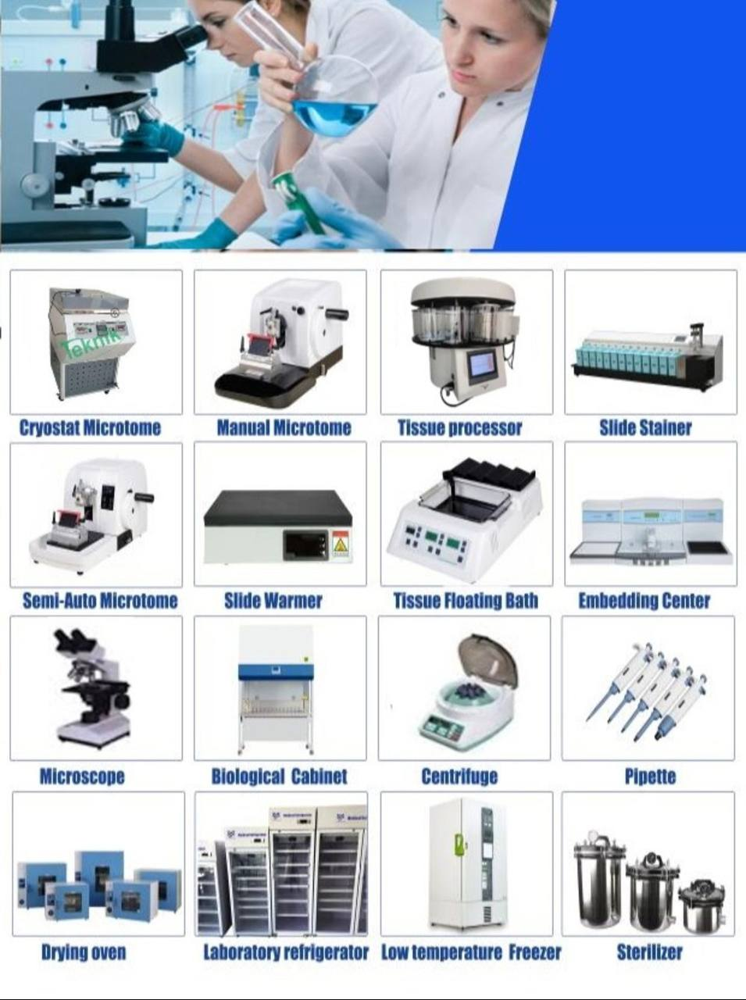 Teknik
®
Cryostat Microtome
Manual Microtome
Tissue processor
Slide Stainer
Semi-Auto Microtome
Slide Warmer
Tissue Floating Bath
Embedding Center
Microscope
Biological Cabinet
Centrifuge
Pipette
Drying oven
Laboratory refrigerator
Low temperature Freezer
Sterilizer